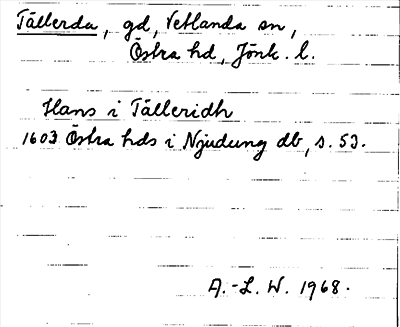 Tällerda, gd, Vetlanda sn,
Östra hd, Jönk. l.
Hans i Tälleridh
1603 Östra hds i Njudung db, s. 53.
A.-L. W. 1968.